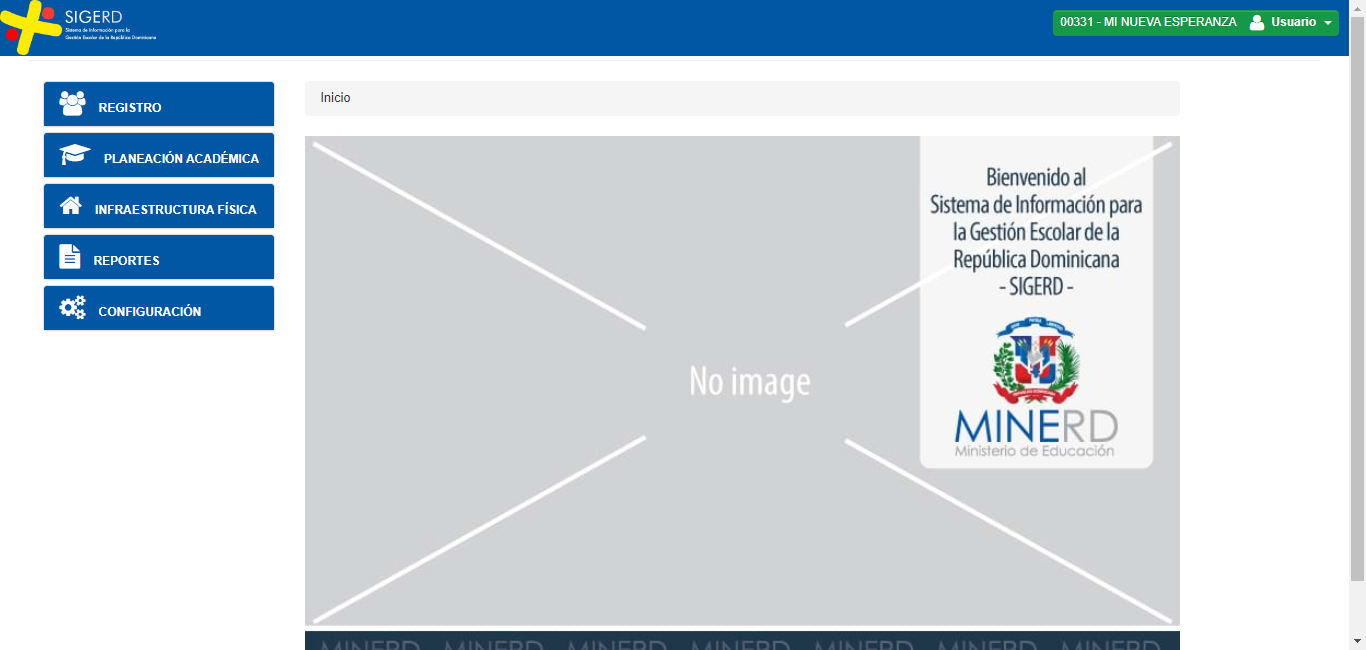 SIGERD
Sistema de Información para la
Gestión Escolar de la República Dominicana
00331 - MI NUEVA ESPERANZA Usuario
REGISTRO
PLANEACIÓN ACADÉMICA
INFRAESTRUCTURA FÍSICA
REPORTES
CONFIGURACIÓN
Inicio
Bienvenido al
Sistema de Información para
la Gestión Escolar de la
República Dominicana
- SIGERD -
MINERD
Ministerio de Educación
No image
MINERD MINERD MINERD MINERD MINERD MINERD MINERD